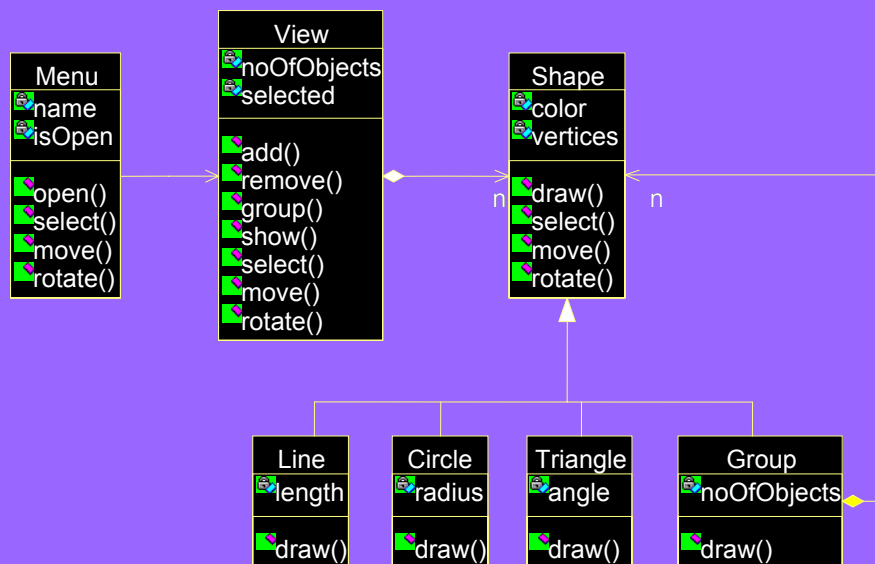 Menu
name
isOpen
open()
select()
move()
rotate()
View
noOfObjects
selected
add()
remove()
group()
show()
select()
move()
rotate()
n
Shape
color
vertices
draw()
select()
move()
rotate()
n
Line
length
draw()
Circle
radius
draw()
Triangle
angle
draw()
Group
noOfObjects
draw()